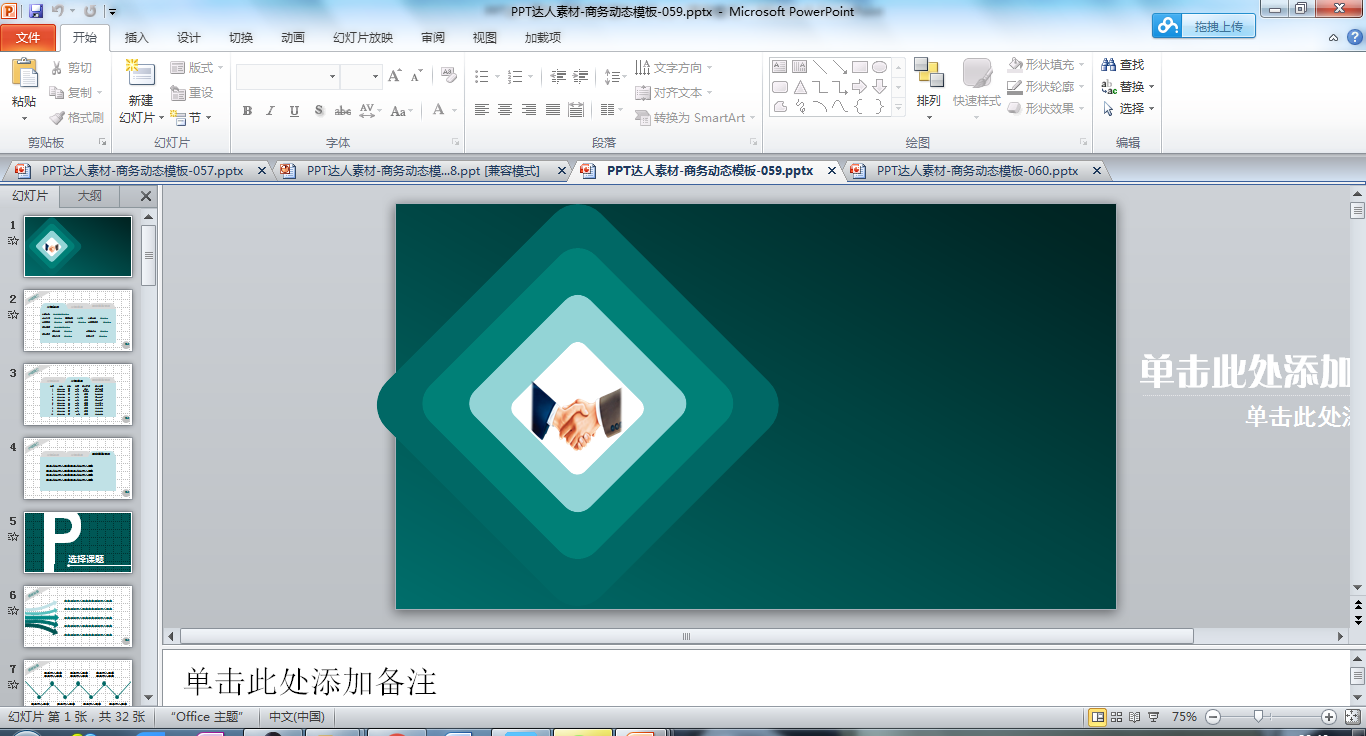 PPT达人素材-商务动态模板-059.pptx - Microsoft PowerPoint
拖拽上传
文件 开始 插入 设计 切换 动画 幻灯片放映 审阅 视图 加载项
粘贴 剪切 复制 格式刷
剪贴板
新建 幻灯片 版式 重设 节
幻灯片
B I U S abc AV Aa A
字体
文字方向 对齐文本 转换为 SmartArt
段落
排列 快速样式 形状填充 形状轮廓 形状效果
绘图
查找 替换 选择
编辑
PPT达人素材-商务动态模板-057.pptx
PPT达人素材-商务动态模...8.ppt [兼容模式]
PPT达人素材-商务动态模板-059.pptx
PPT达人素材-商务动态模板-060.pptx
幻灯片 大纲
1
2
3
4
5
P
选择课题
6
7
单击此处添加
单击此处
单击此处添加备注
幻灯片 第 1 张，共 32 张
“Office 主题”
中文(中国)
75%